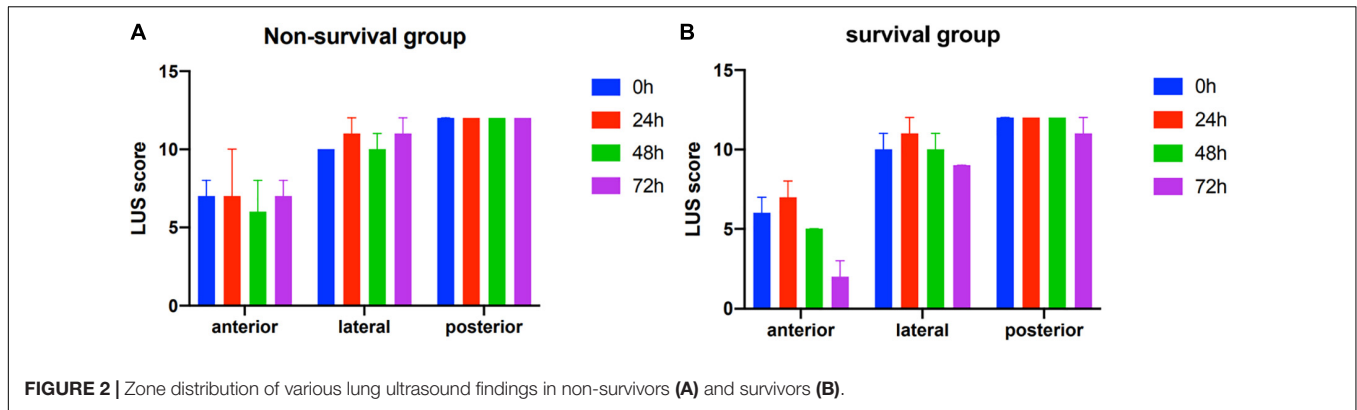 A
Non-survival group
15
10
5
0
LUS score
anterior lateral posterior
0h
24h
48h
72h
B
survival group
15
10
5
0
LUS score
anterior lateral posterior
0h
24h
48h
72h
FIGURE 2 | Zone distribution of various lung ultrasound findings in non-survivors (A) and survivors (B).